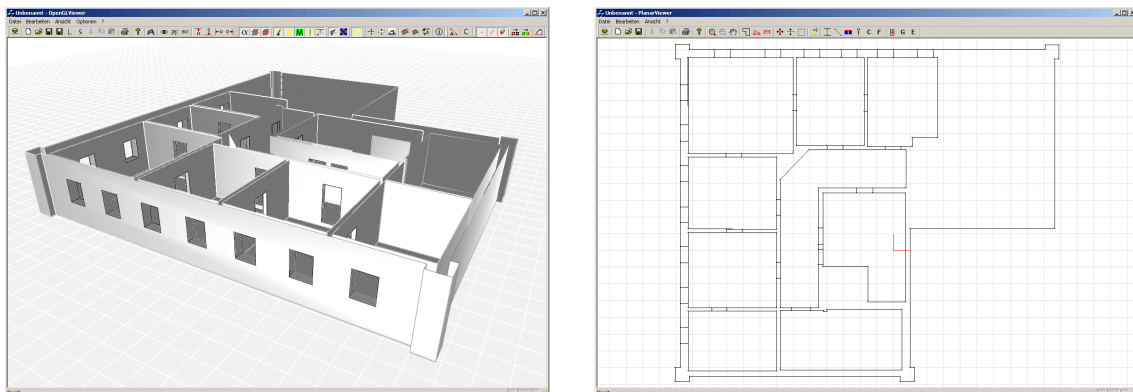 Unbenannt - OpenGLViewer
Datei Bearbeiten Ansicht Optionen ?
Unbenannt - PlanarViewer
Datei Bearbeiten Ansicht ?
C F G E